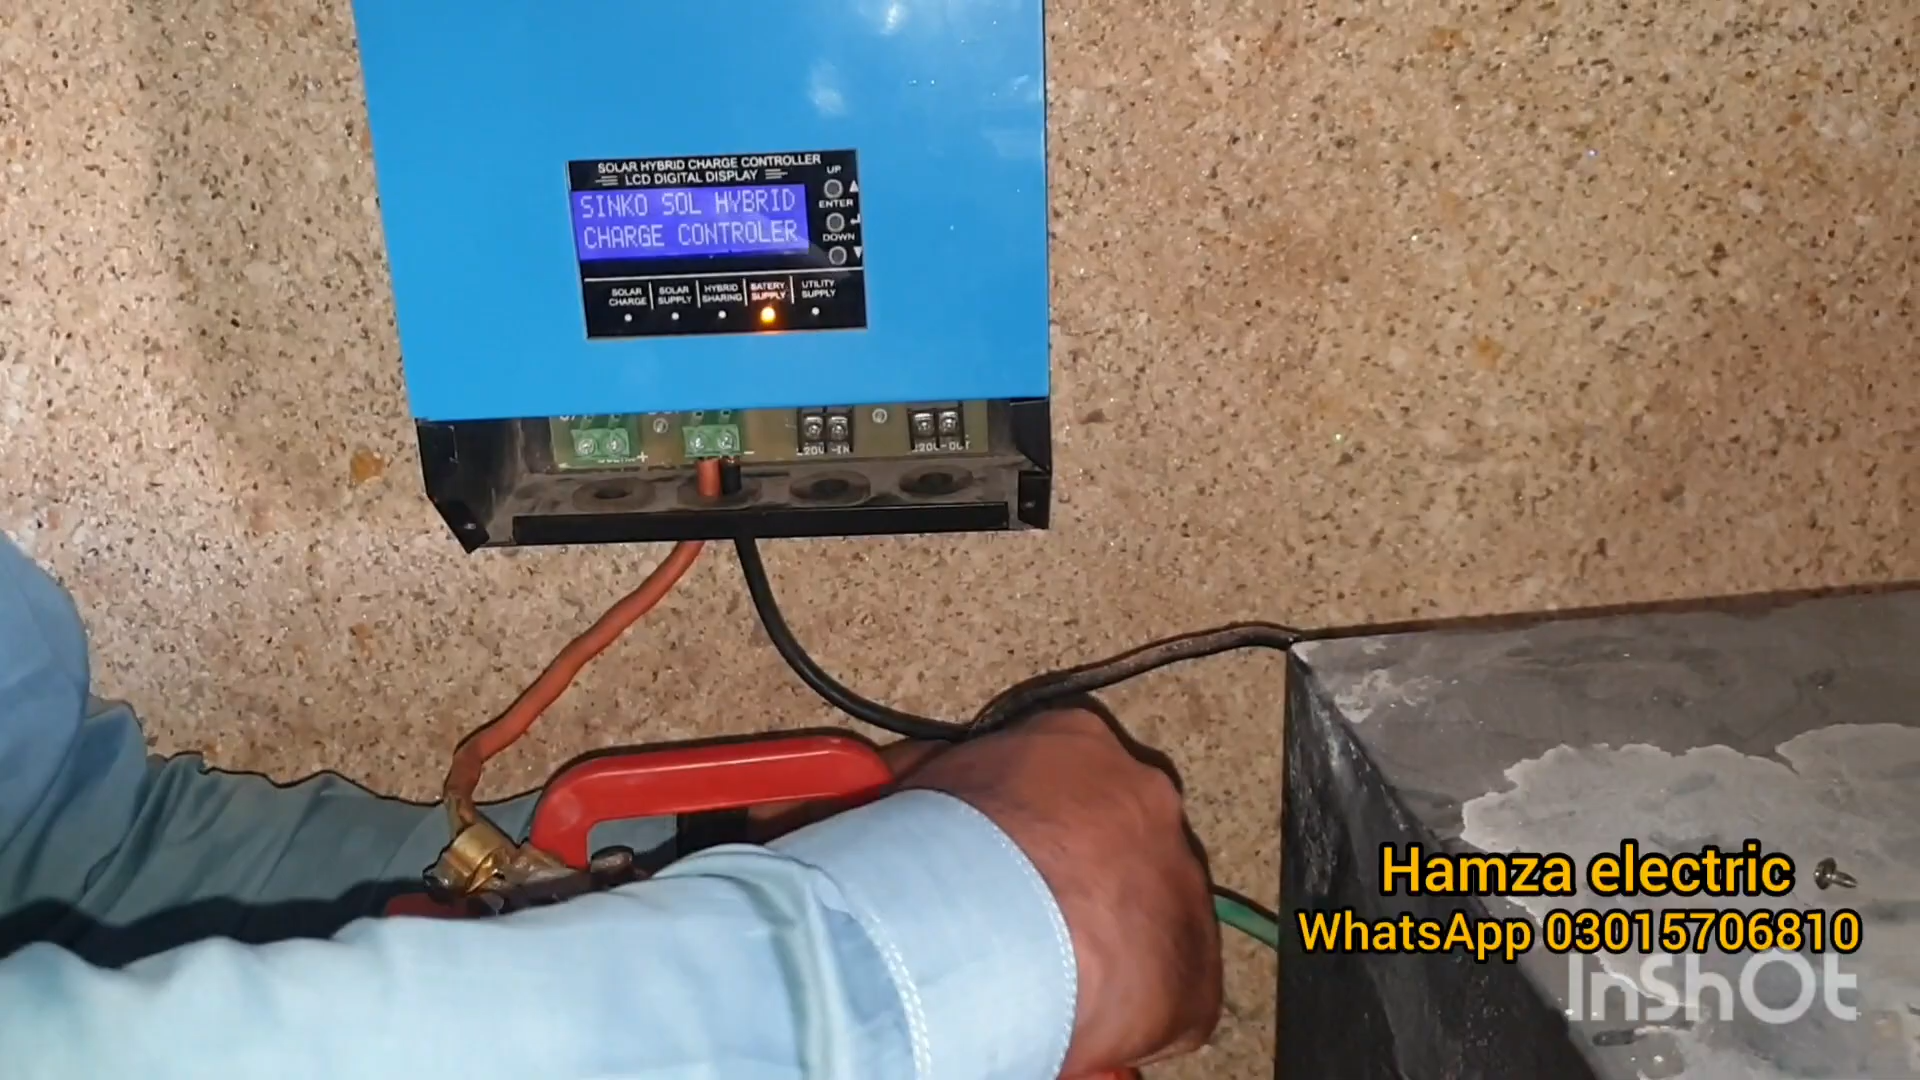 SOLAR HYBRID CHARGE CONTROLLER
LCD DIGITAL DISPLAY
SINKO SOL HYBRID
CHARGE CONTROLER
UP
ENTER
DOWN
SOLAR CHARGE
SOLAR SUPPLY
HYBRID SHARING
BATERY SUPPLY
UTILITY SUPPLY
Hamza electric
WhatsApp 03015706810
InShOt